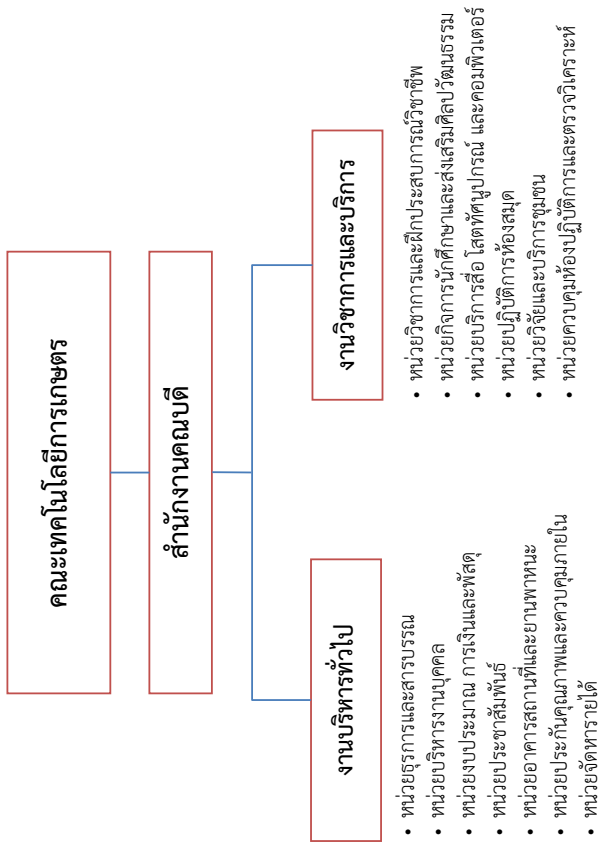 คณะเทคโนโลยีการเกษตร
สำนักงานคณบดี
งานบริหารทั่วไป
• หน่วยธุรการและสารบรรณ
• หน่วยบริหารงานบุคคล
• หน่วยงบประมาณ การเงินและพัสดุ
• หน่วยประชาสัมพันธ์
• หน่วยอาคารสถานที่และยานพาหนะ
• หน่วยประกันคุณภาพและควบคุมภายใน
• หน่วยจัดหารายได้
งานวิชาการและบริการ
• หน่วยวิชาการและฝึกประสบการณ์วิชาชีพ
• หน่วยกิจการนักศึกษาและส่งเสริมศิลปวัฒนธรรม
• หน่วยบริการสื่อ โสตทัศนูปกรณ์ และคอมพิวเตอร์
• หน่วยปฏิบัติการห้องสมุด
• หน่วยวิจัยและบริการชุมชน
• หน่วยควบคุมห้องปฏิบัติการและตรวจวิเคราะห์